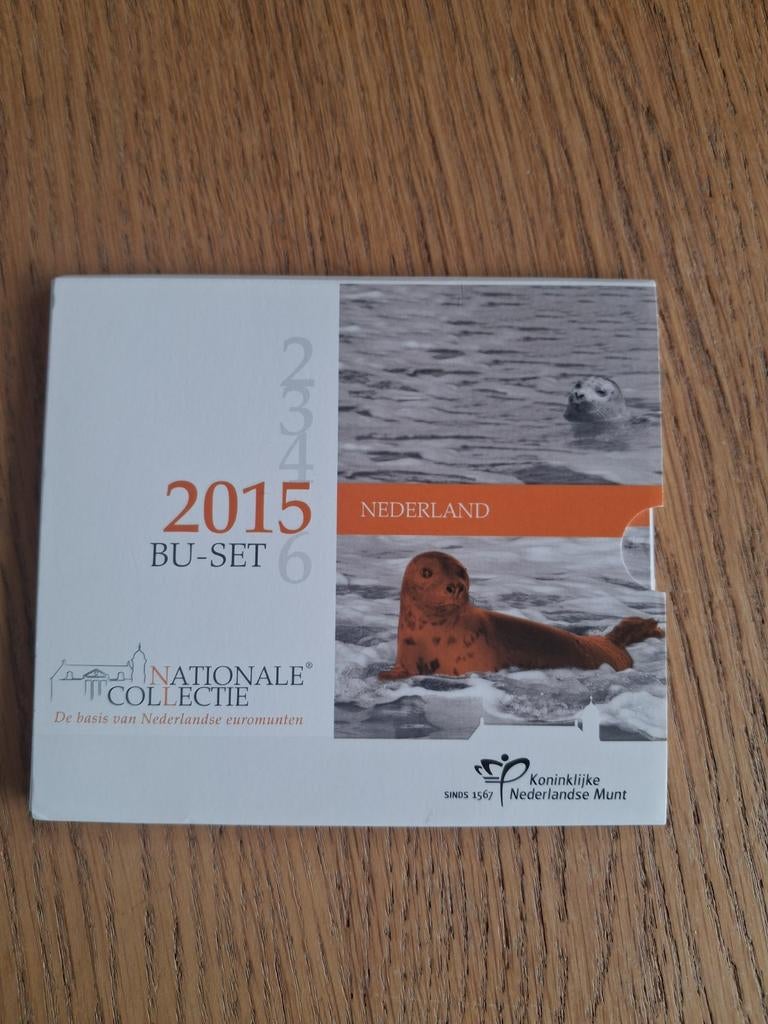 2
3
4
2015
BU-SET
6
NEDERLAND
NATIONALE®
COLLECTIE
De basis van Nederlandse euromunten
SINDS 1567
Koninklijke
Nederlandse Munt